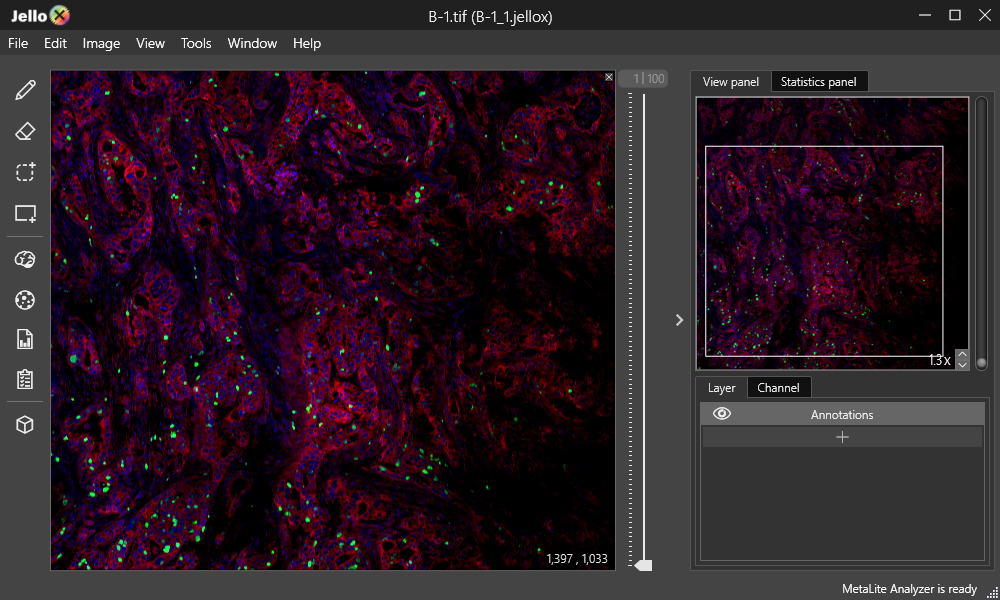 Jello X
B-1.tif (B-1_1.jellox)
File Edit Image View Tools Window Help
1 | 100
View panel Statistics panel
1.3 x
Layer Channel
Annotations
1,397 , 1,033
MetaLite Analyzer is ready